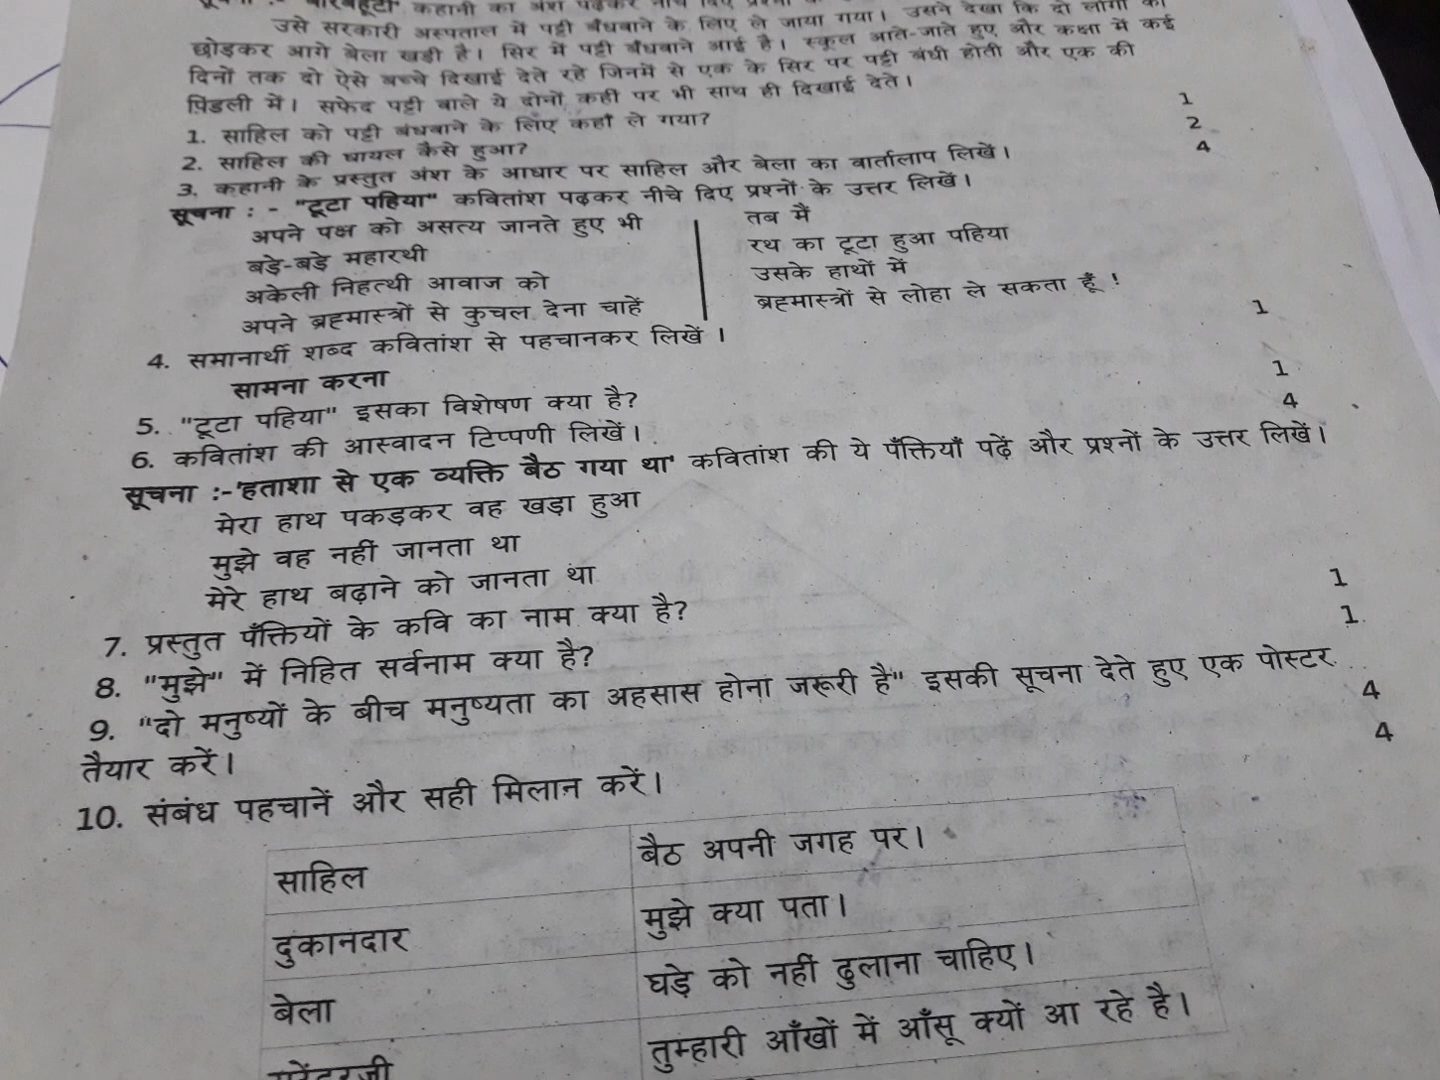 सूचना :- 'बीरबहूटी' कहानी का अंश पढ़कर नीचे दिए प्रश्नों के
उसे सरकारी अस्पताल में पट्टी बँधवाने के लिए ले जाया गया। उसने देखा कि दो लोगों को
छोड़कर आगे बेला खड़ी है। सिर में पट्टी बँधवाने आई है। स्कूल आते-जाते हुए और कक्षा में कई
दिनों तक दो ऐसे बच्चे दिखाई देते रहे जिनमें से एक के सिर पर पट्टी बंधी होती और एक की
पिंडली में। सफेद पट्टी वाले ये दोनों कहीं पर भी साथ ही दिखाई देते।
1. साहिल को पट्टी बंधवाने के लिए कहाँ ले गया? 1
2. साहिल की घायल कैसे हुआ? 2
3. कहानी के प्रस्तुत अंश के आधार पर साहिल और बेला का वार्तालाप लिखें। 4
सूचना : - "टूटा पहिया" कवितांश पढ़कर नीचे दिए प्रश्नों के उत्तर लिखें।
अपने पक्ष को असत्य जानते हुए भी
बड़े-बड़े महारथी
अकेली निहत्थी आवाज को
अपने ब्रह्मास्त्रों से कुचल देना चाहें
तब मैं
रथ का टूटा हुआ पहिया
उसके हाथों में
ब्रह्मास्त्रों से लोहा ले सकता हूँ !
4. समानार्थी शब्द कवितांश से पहचानकर लिखें । 1
सामना करना
5. "टूटा पहिया" इसका विशेषण क्या है? 1
6. कवितांश की आस्वादन टिप्पणी लिखें। 4
सूचना :-'हताशा से एक व्यक्ति बैठ गया था' कवितांश की ये पँक्तियाँ पढ़ें और प्रश्नों के उत्तर लिखें।
मेरा हाथ पकड़कर वह खड़ा हुआ
मुझे वह नहीं जानता था
मेरे हाथ बढ़ाने को जानता था
7. प्रस्तुत पँक्तियों के कवि का नाम क्या है? 1
8. "मुझे" में निहित सर्वनाम क्या है? 1
9. "दो मनुष्यों के बीच मनुष्यता का अहसास होना जरूरी है" इसकी सूचना देते हुए एक पोस्टर
तैयार करें। 4
10. संबंध पहचानें और सही मिलान करें। 4
साहिल बैठ अपनी जगह पर।
दुकानदार मुझे क्या पता।
बेला घड़े को नहीं ढुलाना चाहिए।
तुम्हारी आँखों में आँसू क्यों आ रहे है।